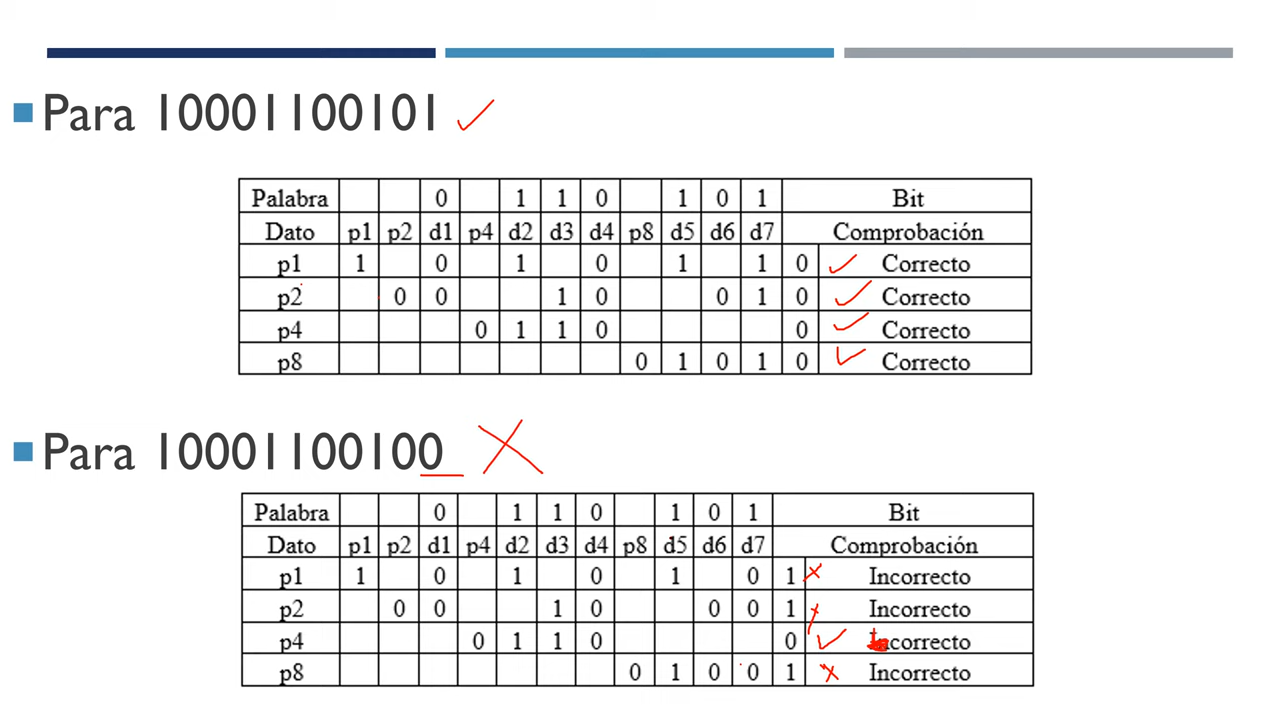 Para 10001100101
Palabra 0 1 1 0 1 0 1 Bit
Dato p1 p2 d1 p4 d2 d3 d4 p8 d5 d6 d7 Comprobación
p1 1 0 1 0 1 1 0 Correcto
p2 0 0 1 0 0 1 0 Correcto
p4 0 1 1 0 0 Correcto
p8 0 1 0 1 0 Correcto
Para 10001100100
Palabra 0 1 1 0 1 0 1 Bit
Dato p1 p2 d1 p4 d2 d3 d4 p8 d5 d6 d7 Comprobación
p1 1 0 1 0 1 0 1 Incorrecto
p2 0 0 1 0 0 0 1 Incorrecto
p4 0 1 1 0 0 Incorrecto
p8 0 1 0 0 1 Incorrecto